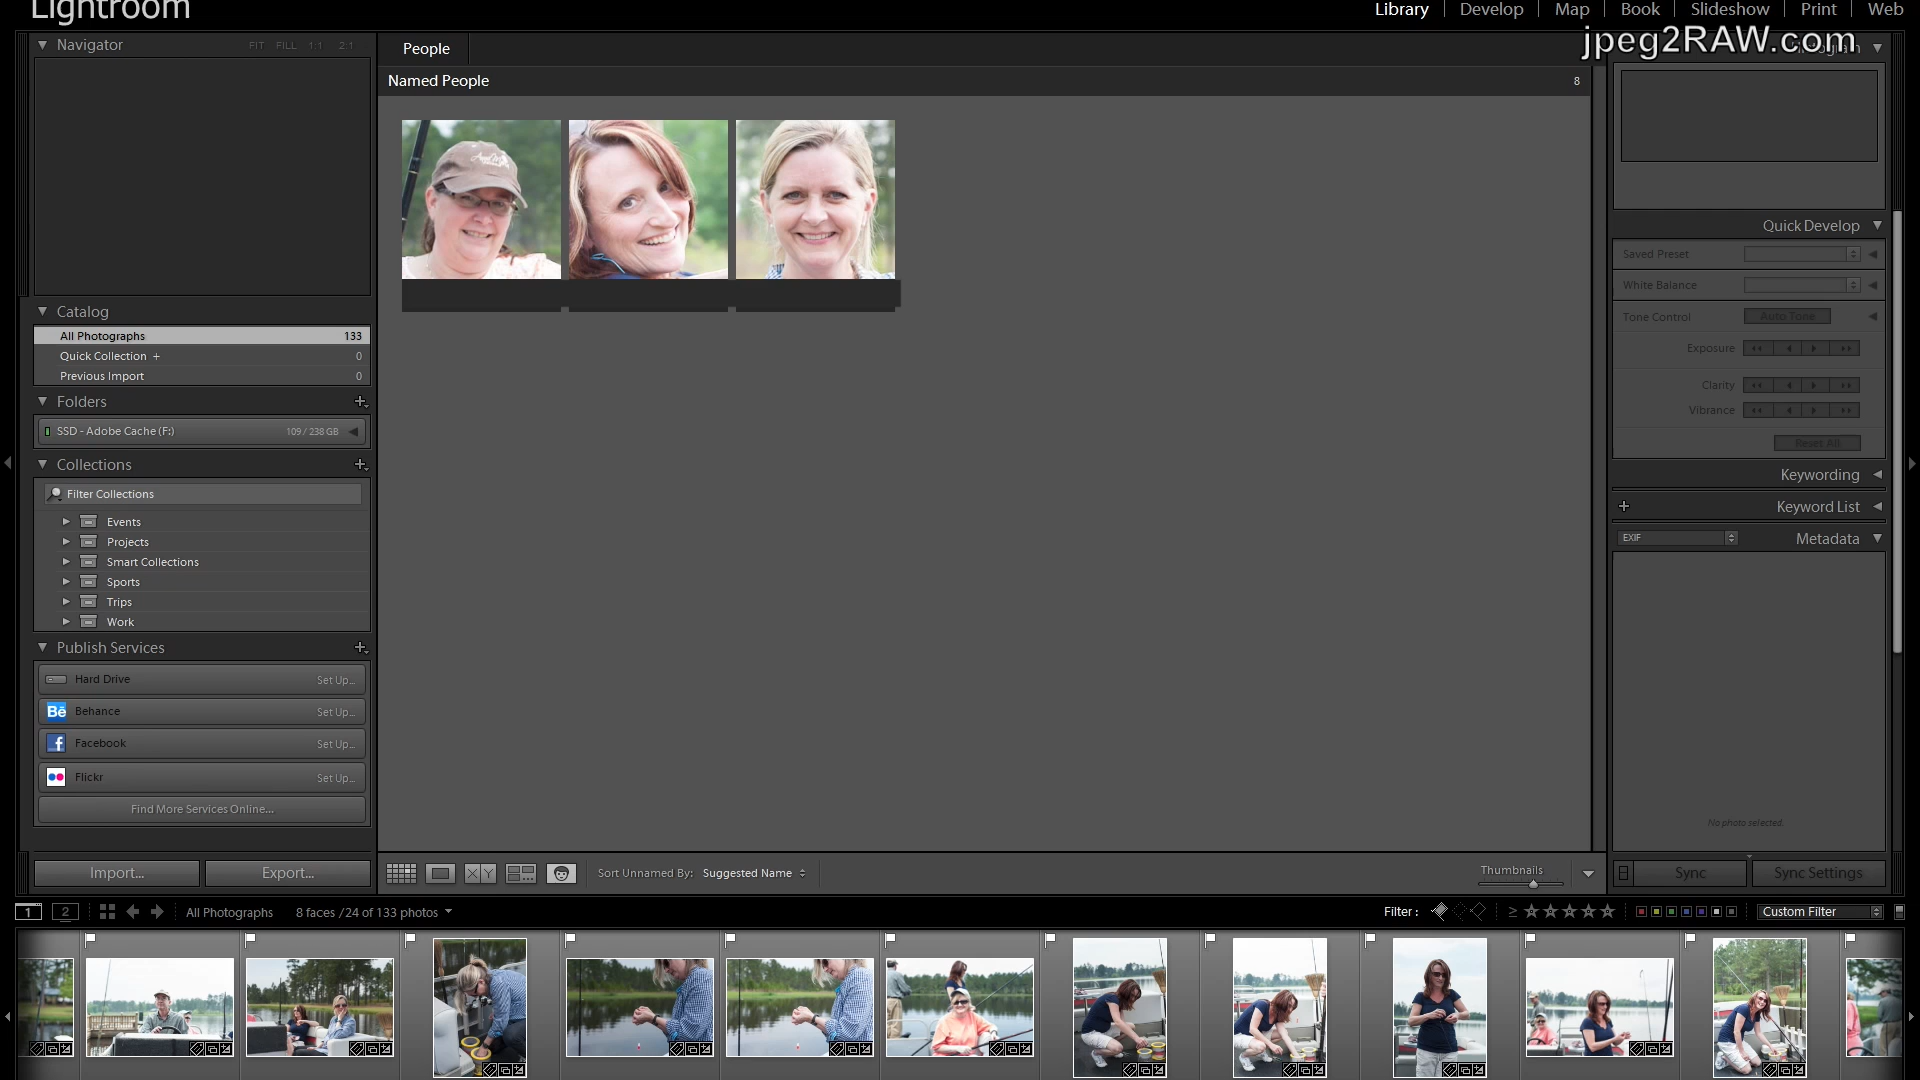 Lightroom
Library
Develop
Map
Book
Slideshow
Print
Web
jpeg2RAW.com
Navigator
FIT
FILL
1:1
2:1
People
Named People
8
Catalog
All Photographs 133
Quick Collection + 0
Previous Import 0
Folders
SSD - Adobe Cache (F:) 109 / 238 GB
Collections
Filter Collections
Events
Projects
Smart Collections
Sports
Trips
Work
Publish Services
Hard Drive Set Up...
Bē Behance Set Up...
f Facebook Set Up...
Flickr Set Up...
Find More Services Online...
Import...
Export...
Quick Develop
Saved Preset
White Balance
Tone Control Auto Tone
Exposure
Clarity
Vibrance
Reset All
Keywording
Keyword List
EXIF
Metadata
No photo selected.
X Y
Sort Unnamed By: Suggested Name
Thumbnails
Sync
Sync Settings
1
2
All Photographs
8 faces /24 of 133 photos
Filter :
≥
Custom Filter